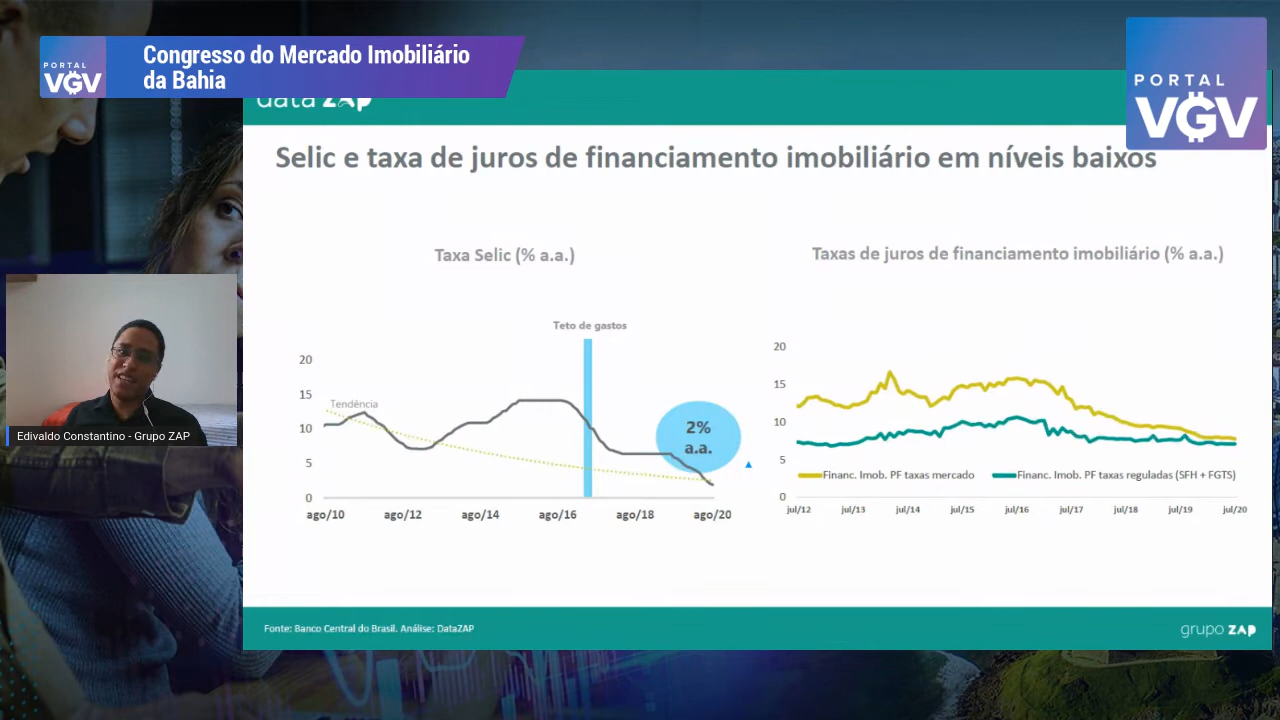 PORTAL
VGV
Congresso do Mercado Imobiliário
da Bahia
PORTAL
VGV
data ZAP
Selic e taxa de juros de financiamento imobiliário em níveis baixos
Taxa Selic (% a.a.)
Teto de gastos
20
15
10
5
0
Tendência
2%
a.a.
ago/10 ago/12 ago/14 ago/16 ago/18 ago/20
Taxas de juros de financiamento imobiliário (% a.a.)
20
15
10
5
0
Financ. Imob. PF taxas mercado
Financ. Imob. PF taxas reguladas (SFH + FGTS)
jul/12 jul/13 jul/14 jul/15 jul/16 jul/17 jul/18 jul/19 jul/20
Edivaldo Constantino - Grupo ZAP
Fonte: Banco Central do Brasil. Análise: DataZAP
grupo ZAP